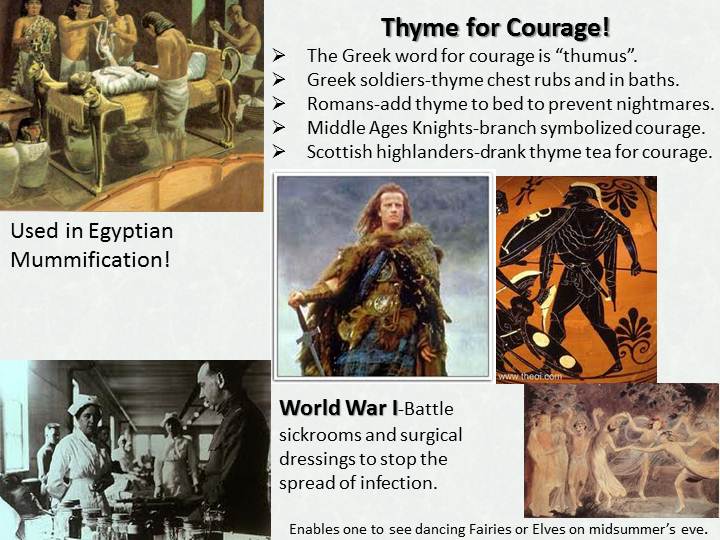 Thyme for Courage!
➢ The Greek word for courage is “thumus”.
➢ Greek soldiers-thyme chest rubs and in baths.
➢ Romans-add thyme to bed to prevent nightmares.
➢ Middle Ages Knights-branch symbolized courage.
➢ Scottish highlanders-drank thyme tea for courage.
Used in Egyptian
Mummification!
www.theoi.com
World War I-Battle
sickrooms and surgical
dressings to stop the
spread of infection.
Enables one to see dancing Fairies or Elves on midsummer’s eve.